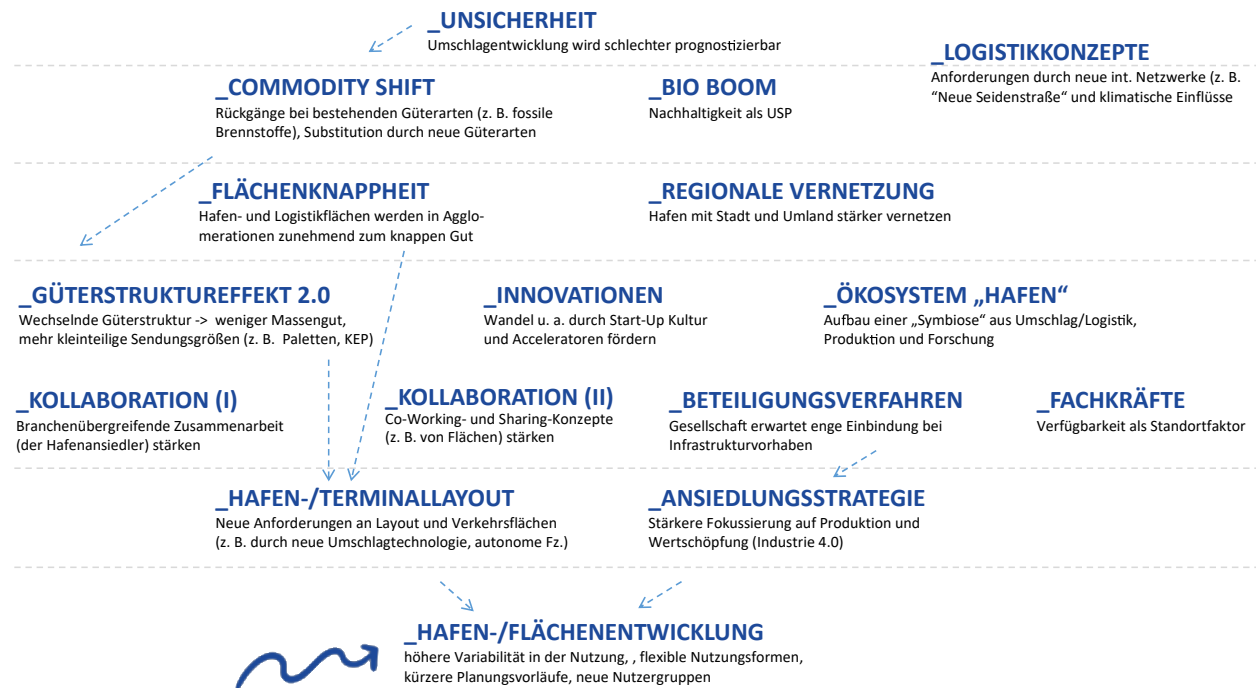 _UNSICHERHEIT
Umschlagentwicklung wird schlechter prognostizierbar
_LOGISTIKKONZEPTE
Anforderungen durch neue int. Netzwerke (z. B.
“Neue Seidenstraße“ und klimatische Einflüsse
_COMMODITY SHIFT
Rückgänge bei bestehenden Güterarten (z. B. fossile
Brennstoffe), Substitution durch neue Güterarten
_BIO BOOM
Nachhaltigkeit als USP
_FLÄCHENKNAPPHEIT
Hafen- und Logistikflächen werden in Agglo-
merationen zunehmend zum knappen Gut
_REGIONALE VERNETZUNG
Hafen mit Stadt und Umland stärker vernetzen
_GÜTERSTRUKTUREFFEKT 2.0
Wechselnde Güterstruktur -> weniger Massengut,
mehr kleinteilige Sendungsgrößen (z. B. Paletten, KEP)
_INNOVATIONEN
Wandel u. a. durch Start-Up Kultur
und Acceleratoren fördern
_ÖKOSYSTEM „HAFEN“
Aufbau einer „Symbiose“ aus Umschlag/Logistik,
Produktion und Forschung
_KOLLABORATION (I)
Branchenübergreifende Zusammenarbeit
(der Hafenansiedler) stärken
_KOLLABORATION (II)
Co-Working- und Sharing-Konzepte
(z. B. von Flächen) stärken
_BETEILIGUNGSVERFAHREN
Gesellschaft erwartet enge Einbindung bei
Infrastrukturvorhaben
_FACHKRÄFTE
Verfügbarkeit als Standortfaktor
_HAFEN-/TERMINALLAYOUT
Neue Anforderungen an Layout und Verkehrsflächen
(z. B. durch neue Umschlagtechnologie, autonome Fz.)
_ANSIEDLUNGSSTRATEGIE
Stärkere Fokussierung auf Produktion und
Wertschöpfung (Industrie 4.0)
_HAFEN-/FLÄCHENENTWICKLUNG
höhere Variabilität in der Nutzung, , flexible Nutzungsformen,
kürzere Planungsvorläufe, neue Nutzergruppen